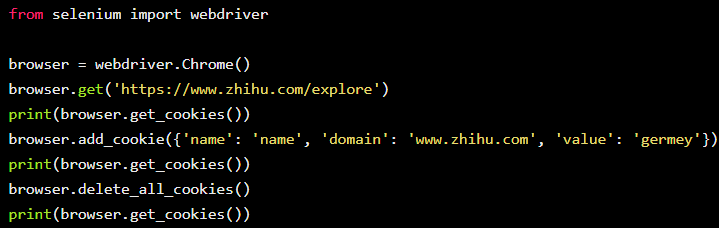 from selenium import webdriver
browser = webdriver.Chrome()
browser.get('https://www.zhihu.com/explore')
print(browser.get_cookies())
browser.add_cookie({'name': 'name', 'domain': 'www.zhihu.com', 'value': 'germey'})
print(browser.get_cookies())
browser.delete_all_cookies()
print(browser.get_cookies())